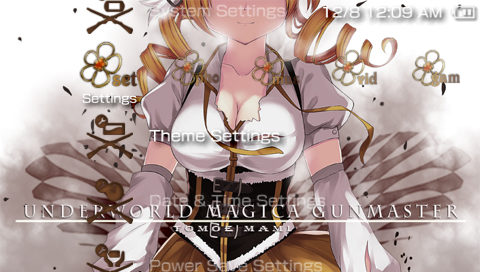 System Settings
12/8 12:09 AM
set
vid
gam
Settings
Theme Settings
Date & Time Settings
UNDERWORLD MAGICA GUNMASTER
TOMOE MAMI
Power Save Settings